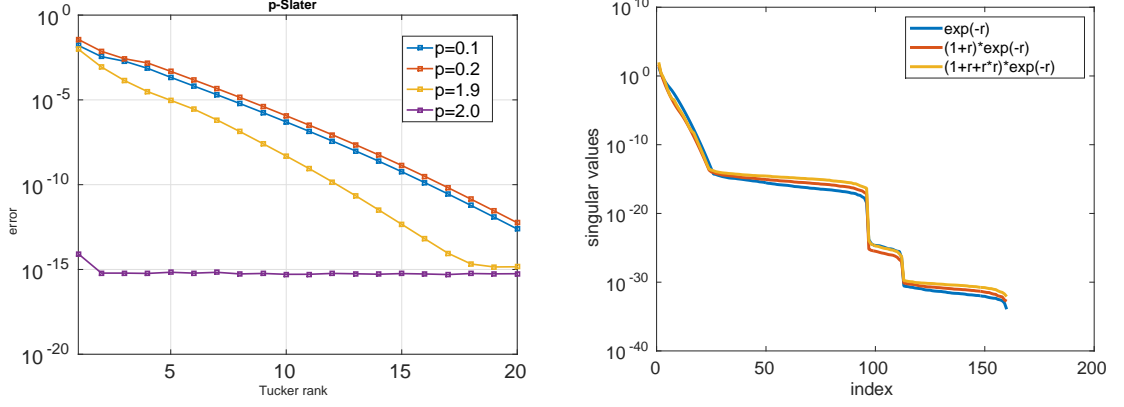 p-Slater
10^0
10^-5
10^-10
10^-15
10^-20
error
5
10
15
20
Tucker rank
p=0.1
p=0.2
p=1.9
p=2.0
10^10
10^0
10^-10
10^-20
10^-30
10^-40
singular values
0
50
100
150
200
index
exp(-r)
(1+r)*exp(-r)
(1+r+r*r)*exp(-r)